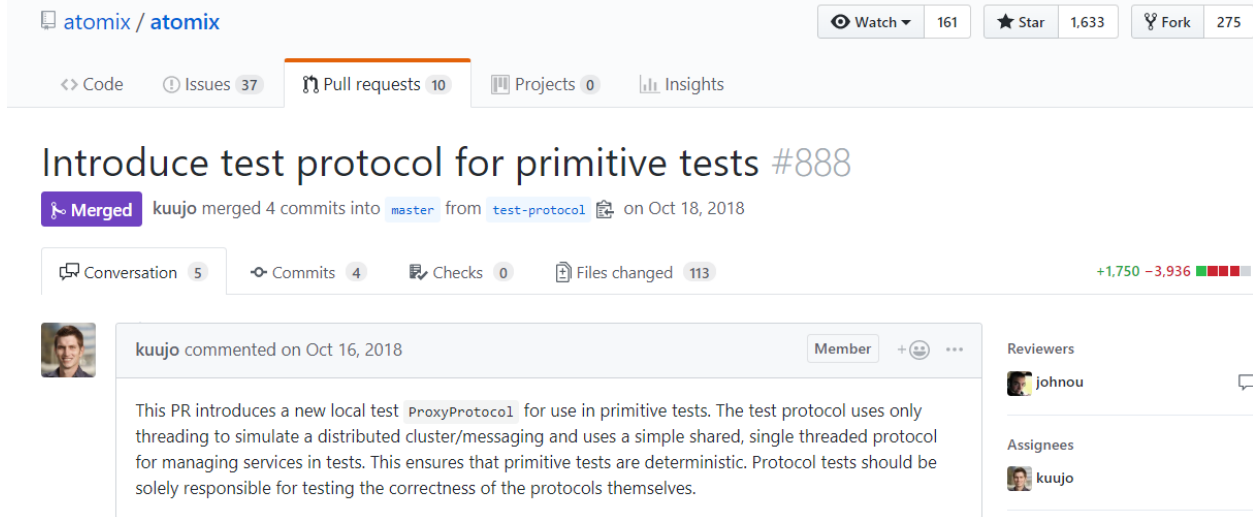 atomix / atomix
Watch 161 Star 1,633 Fork 275
<> Code Issues 37 Pull requests 10 Projects 0 Insights
Introduce test protocol for primitive tests #888
Merged kuujo merged 4 commits into master from test-protocol on Oct 18, 2018
Conversation 5 Commits 4 Checks 0 Files changed 113 +1,750 −3,936
kuujo commented on Oct 16, 2018 Member + ···
Reviewers
johnou
This PR introduces a new local test ProxyProtocol for use in primitive tests. The test protocol uses only
threading to simulate a distributed cluster/messaging and uses a simple shared, single threaded protocol
for managing services in tests. This ensures that primitive tests are deterministic. Protocol tests should be
solely responsible for testing the correctness of the protocols themselves.
Assignees
kuujo